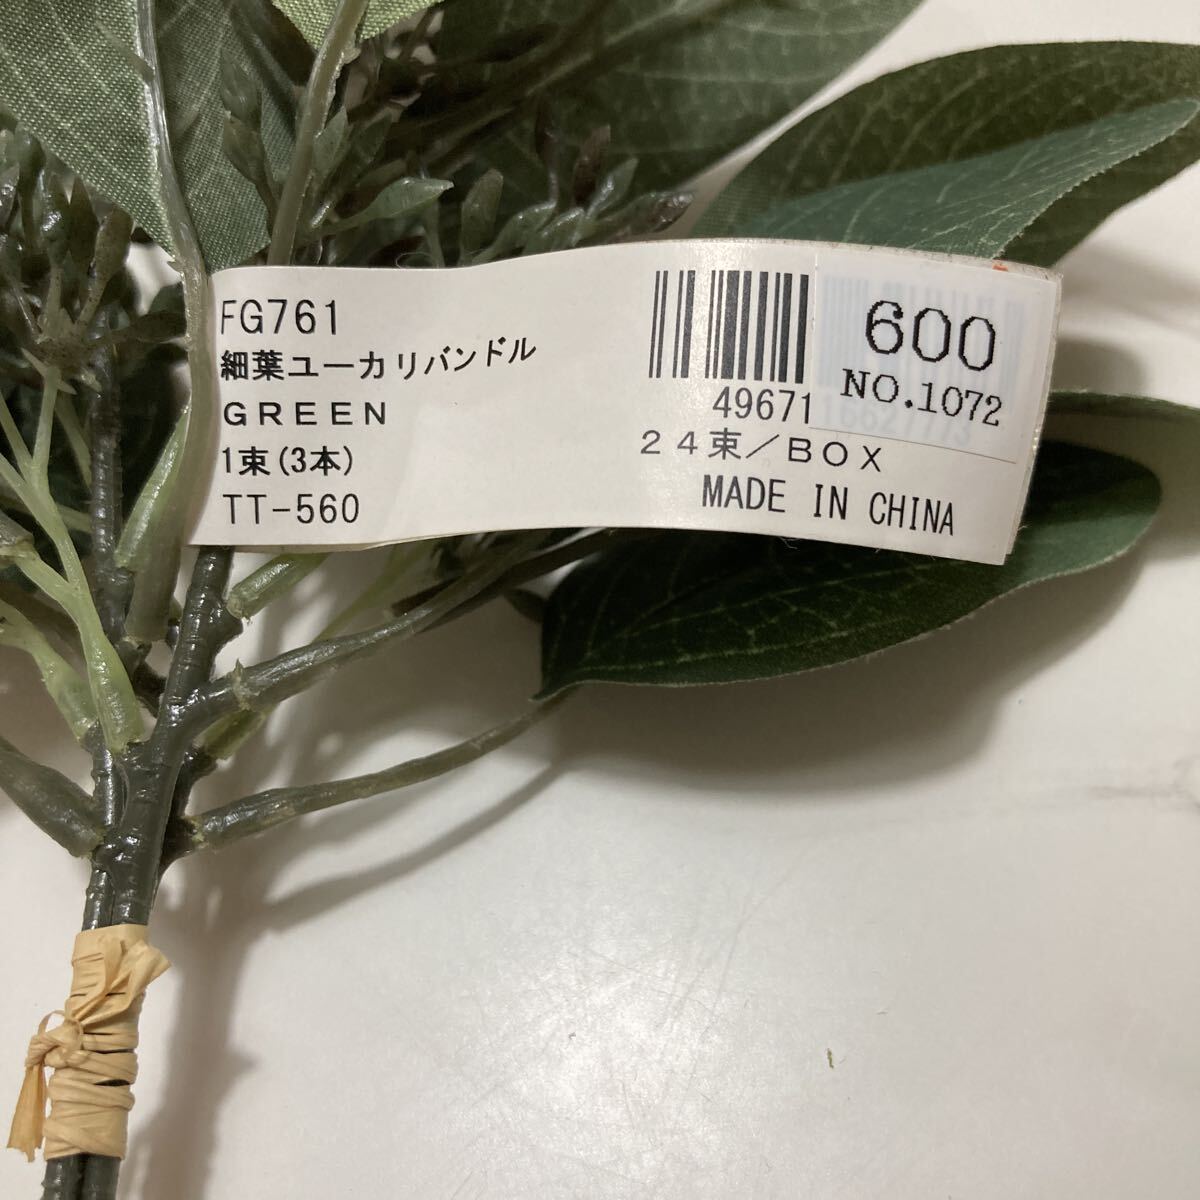 FG761
細葉ユーカリバンドル
GREEN
1束(3本)
TT-560
600
NO.1072
49671
24束/BOX
MADE IN CHINA